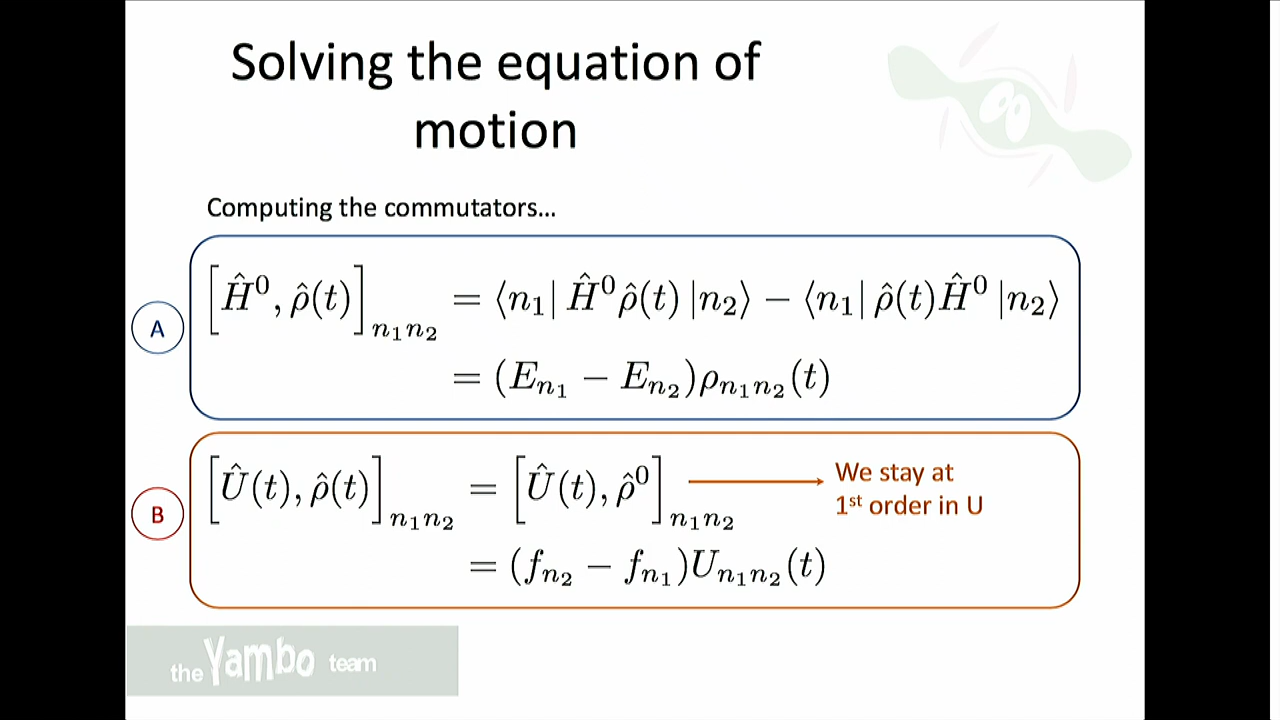 Solving the equation of
motion
Computing the commutators...
A
[Ĥ⁰, ρ̂(t)]ₙ₁ₙ₂ = ⟨n₁| Ĥ⁰ρ̂(t) |n₂⟩ − ⟨n₁| ρ̂(t)Ĥ⁰ |n₂⟩
= (Eₙ₁ − Eₙ₂)ρₙ₁ₙ₂(t)
B
[Û(t), ρ̂(t)]ₙ₁ₙ₂ = [Û(t), ρ̂⁰]ₙ₁ₙ₂
We stay at
1st order in U
= (fₙ₂ − fₙ₁)Uₙ₁ₙ₂(t)
the Yambo team